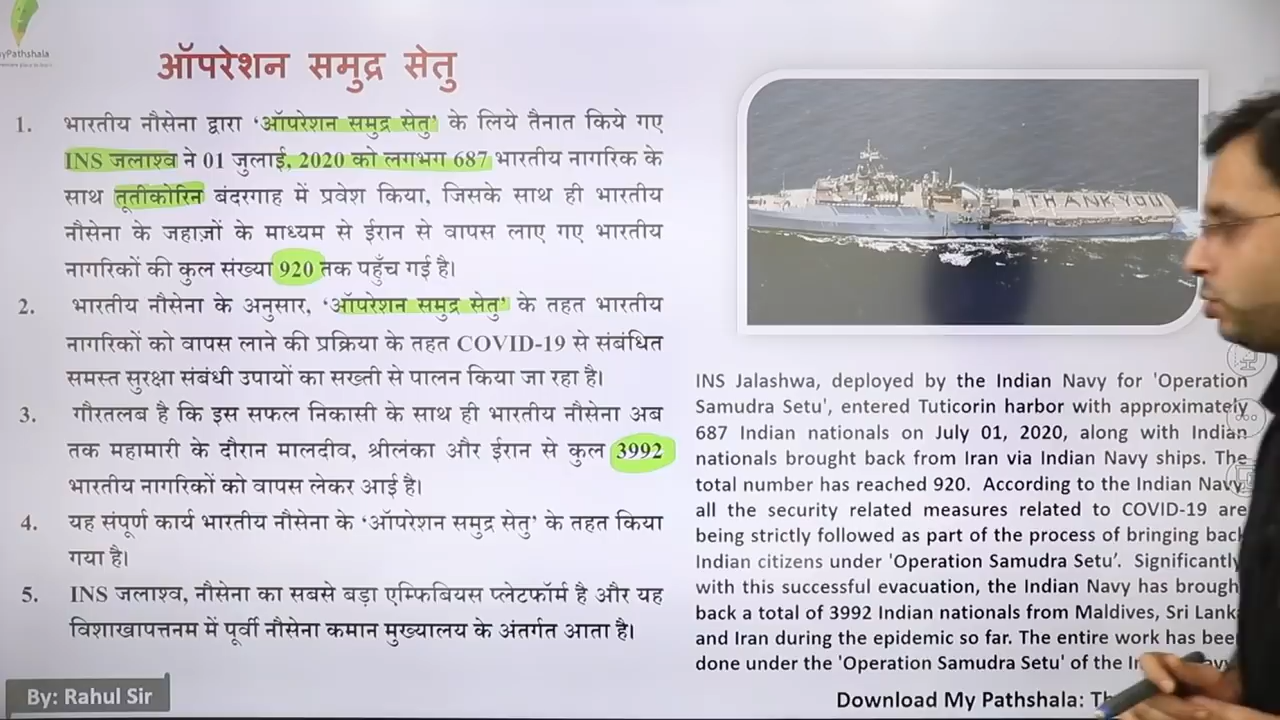 ऑपरेशन समुद्र सेतु
1. भारतीय नौसेना द्वारा 'ऑपरेशन समुद्र सेतु' के लिये तैनात किये गए
INS जलाश्व ने 01 जुलाई, 2020 को लगभग 687 भारतीय नागरिक के
साथ तूतीकोरिन बंदरगाह में प्रवेश किया, जिसके साथ ही भारतीय
नौसेना के जहाज़ों के माध्यम से ईरान से वापस लाए गए भारतीय
नागरिकों की कुल संख्या 920 तक पहुँच गई है।
2. भारतीय नौसेना के अनुसार, 'ऑपरेशन समुद्र सेतु' के तहत भारतीय
नागरिकों को वापस लाने की प्रक्रिया के तहत COVID-19 से संबंधित
समस्त सुरक्षा संबंधी उपायों का सख्ती से पालन किया जा रहा है।
3. गौरतलब है कि इस सफल निकासी के साथ ही भारतीय नौसेना अब
तक महामारी के दौरान मालदीव, श्रीलंका और ईरान से कुल 3992
भारतीय नागरिकों को वापस लेकर आई है।
4. यह संपूर्ण कार्य भारतीय नौसेना के 'ऑपरेशन समुद्र सेतु' के तहत किया
गया है।
5. INS जलाश्व, नौसेना का सबसे बड़ा एम्फिबियस प्लेटफॉर्म है और यह
विशाखापत्तनम में पूर्वी नौसेना कमान मुख्यालय के अंतर्गत आता है।
By: Rahul Sir
THANK YOU
INS Jalashwa, deployed by the Indian Navy for 'Operation
Samudra Setu', entered Tuticorin harbor with approximately
687 Indian nationals on July 01, 2020, along with Indian
nationals brought back from Iran via Indian Navy ships. The
total number has reached 920. According to the Indian Navy
all the security related measures related to COVID-19 are
being strictly followed as part of the process of bringing back
Indian citizens under 'Operation Samudra Setu'. Significantly
with this successful evacuation, the Indian Navy has brough
back a total of 3992 Indian nationals from Maldives, Sri Lank
and Iran during the epidemic so far. The entire work has bee
done under the 'Operation Samudra Setu' of the
Download My Pathshala: